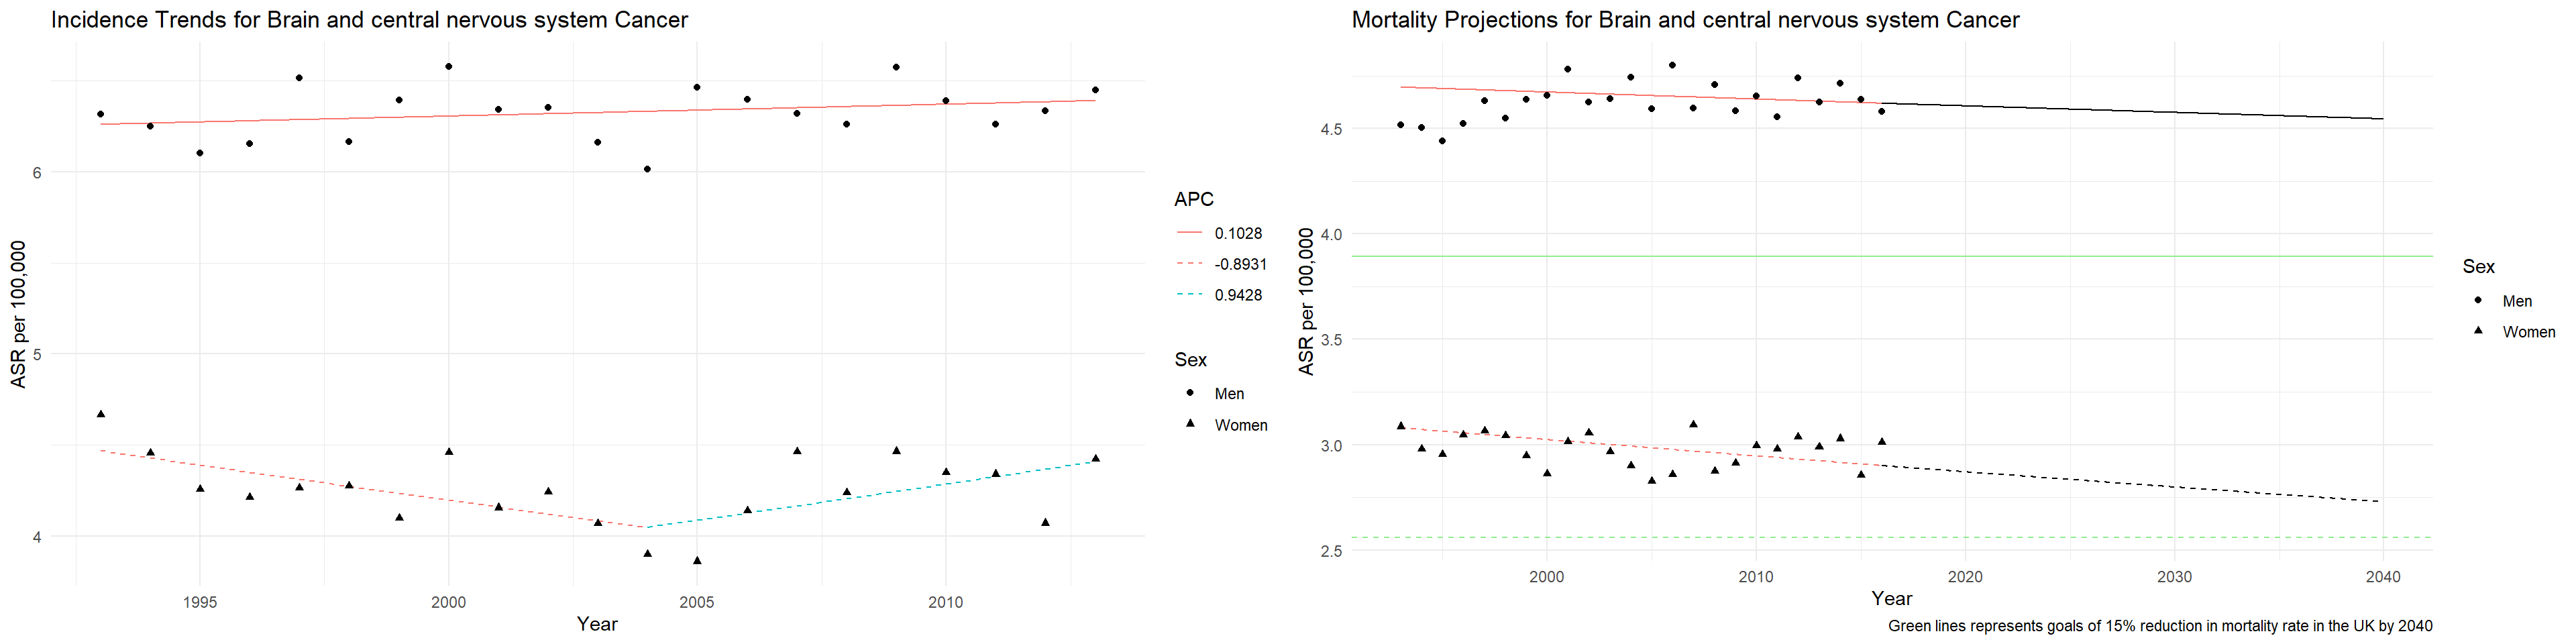 Incidence Trends for Brain and central nervous system Cancer
ASR per 100,000
6
5
4
1995
2000
2005
2010
Year
APC
0.1028
-0.8931
0.9428
Sex
Men
Women
Mortality Projections for Brain and central nervous system Cancer
ASR per 100,000
4.5
4.0
3.5
3.0
2.5
2000
2010
2020
2030
2040
Year
Sex
Men
Women
Green lines represents goals of 15% reduction in mortality rate in the UK by 2040